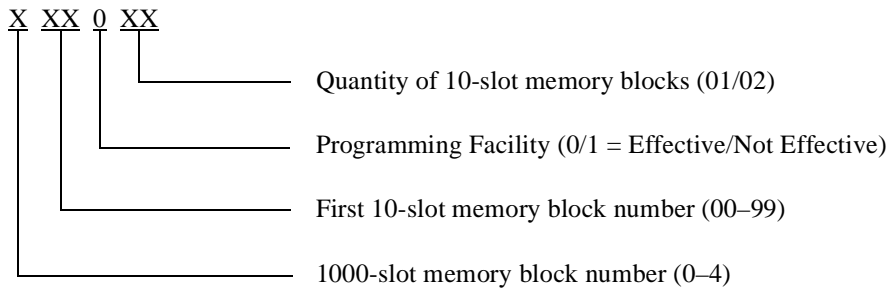 X XX 0 XX
Quantity of 10-slot memory blocks (01/02)
Programming Facility (0/1 = Effective/Not Effective)
First 10-slot memory block number (00–99)
1000-slot memory block number (0–4)